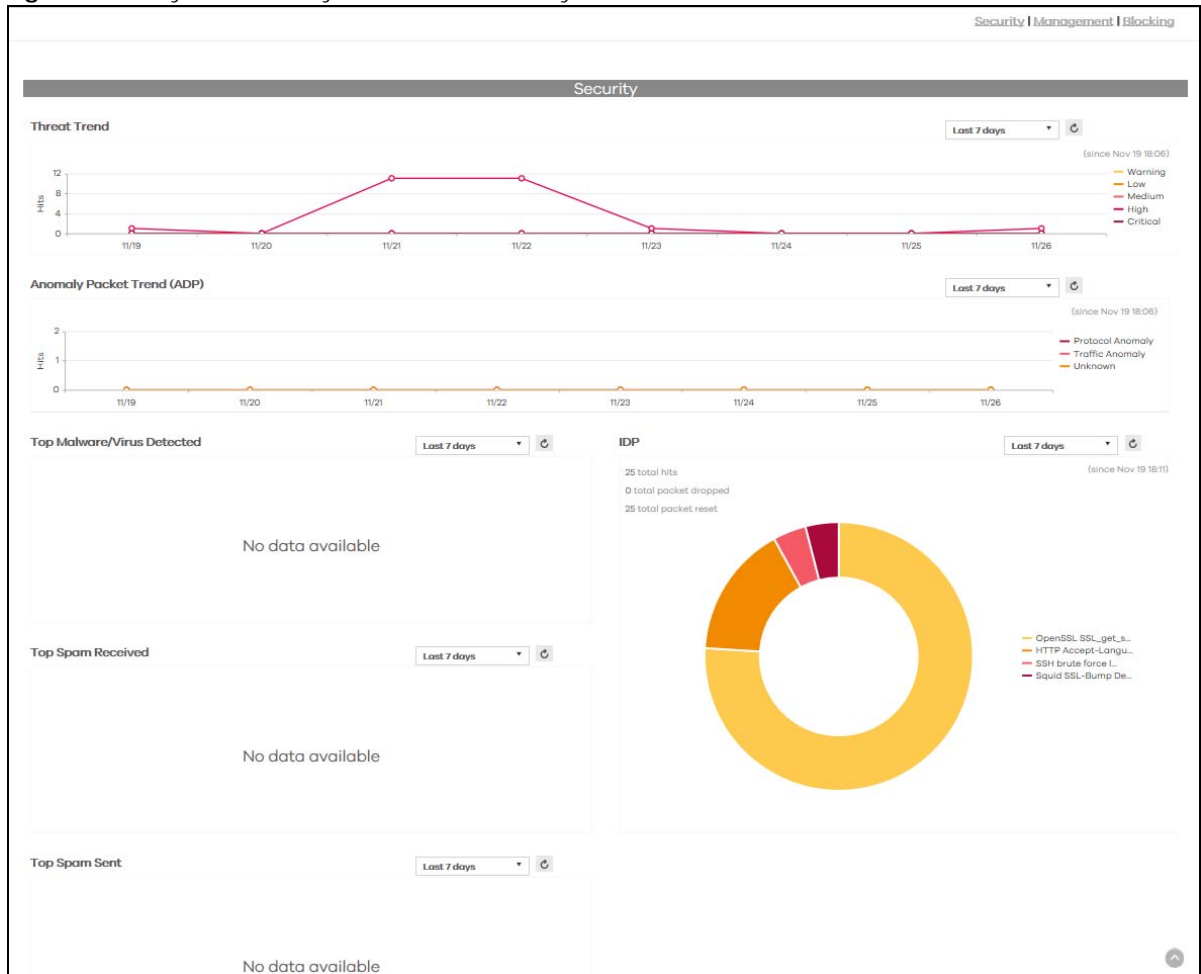 Security | Management | Blocking
Security
Threat Trend
Last 7 days
(since Nov 19 18:06)
12
8
4
0
Hits
11/19 11/20 11/21 11/22 11/23 11/24 11/25 11/26
Warning
Low
Medium
High
Critical
Anomaly Packet Trend (ADP)
Last 7 days
(since Nov 19 18:06)
2
1
0
Hits
11/19 11/20 11/21 11/22 11/23 11/24 11/25 11/26
Protocol Anomaly
Traffic Anomaly
Unknown
Top Malware/Virus Detected
Last 7 days
No data available
IDP
Last 7 days
25 total hits
0 total packet dropped
25 total packet reset
(since Nov 19 18:11)
OpenSSL SSL_get_s...
HTTP Accept-Langu...
SSH brute force l...
Squid SSL-Bump De...
Top Spam Received
Last 7 days
No data available
Top Spam Sent
Last 7 days
No data available